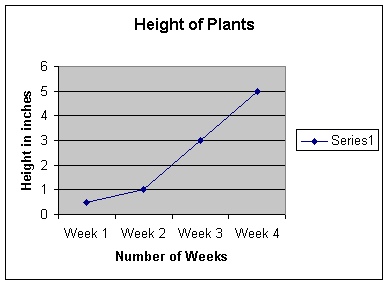 Height of Plants
Height in inches
6
5
4
3
2
1
0
Week 1 Week 2 Week 3 Week 4
Number of Weeks
Series1